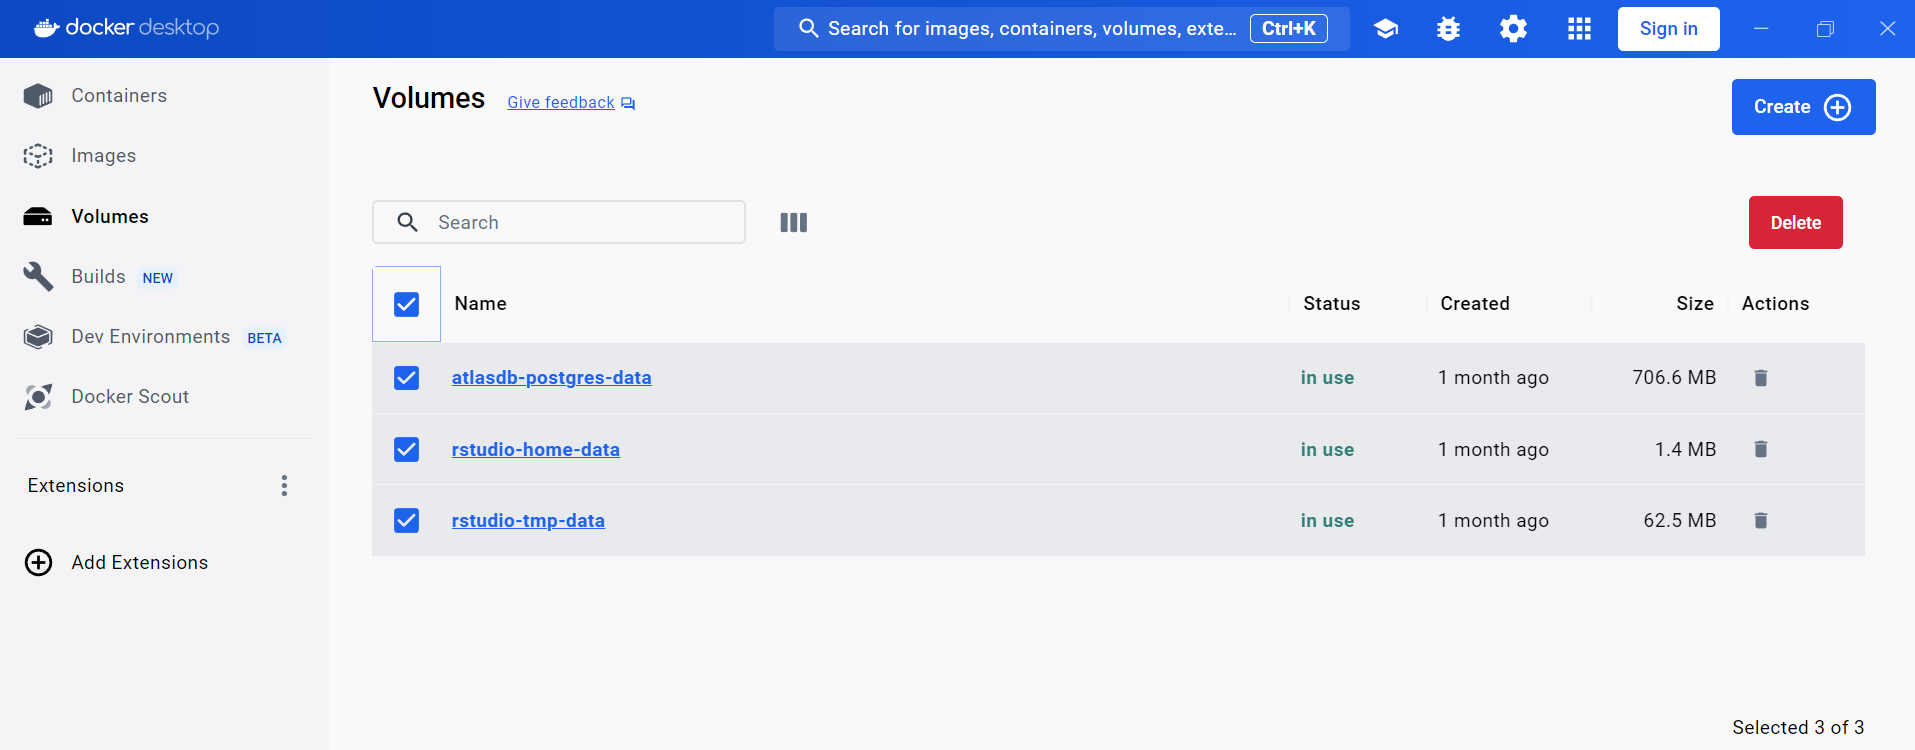 docker desktop
Search for images, containers, volumes, exte...
Ctrl+K
Sign in
Containers
Images
Volumes
Builds NEW
Dev Environments BETA
Docker Scout
Extensions
Add Extensions
Volumes
Give feedback
Create
Search
Delete
Name Status Created Size Actions
atlasdb-postgres-data in use 1 month ago 706.6 MB
rstudio-home-data in use 1 month ago 1.4 MB
rstudio-tmp-data in use 1 month ago 62.5 MB
Selected 3 of 3